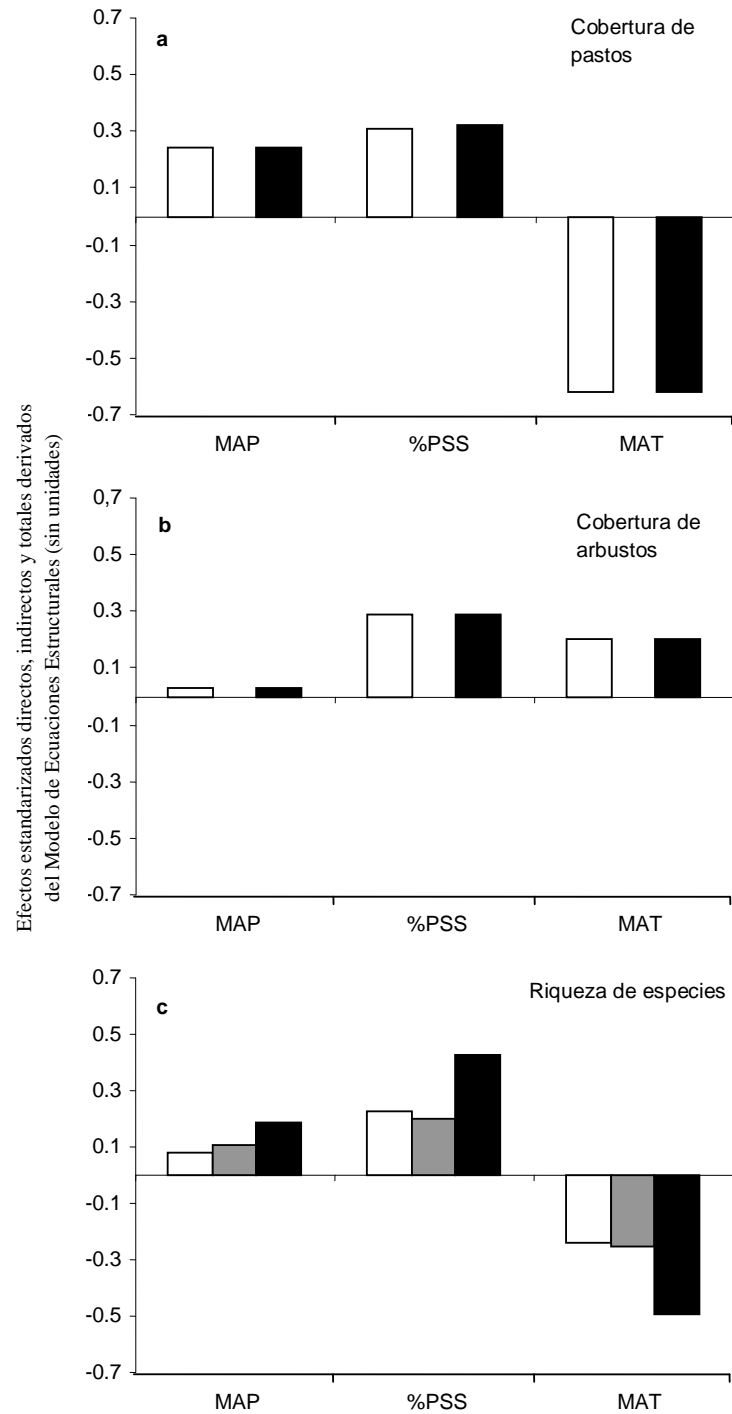 Efectos estandarizados directos, indirectos y totales derivados
del Modelo de Ecuaciones Estructurales (sin unidades)
a
Cobertura de
pastos
0.7
0.5
0.3
0.1
-0.1
-0.3
-0.5
-0.7
MAP %PSS MAT
b
Cobertura de
arbustos
0,7
0.5
0.3
0.1
-0.1
-0.3
-0.5
-0.7
MAP %PSS MAT
c
Riqueza de especies
0.7
0.5
0.3
0.1
-0.1
-0.3
-0.5
-0.7
MAP %PSS MAT